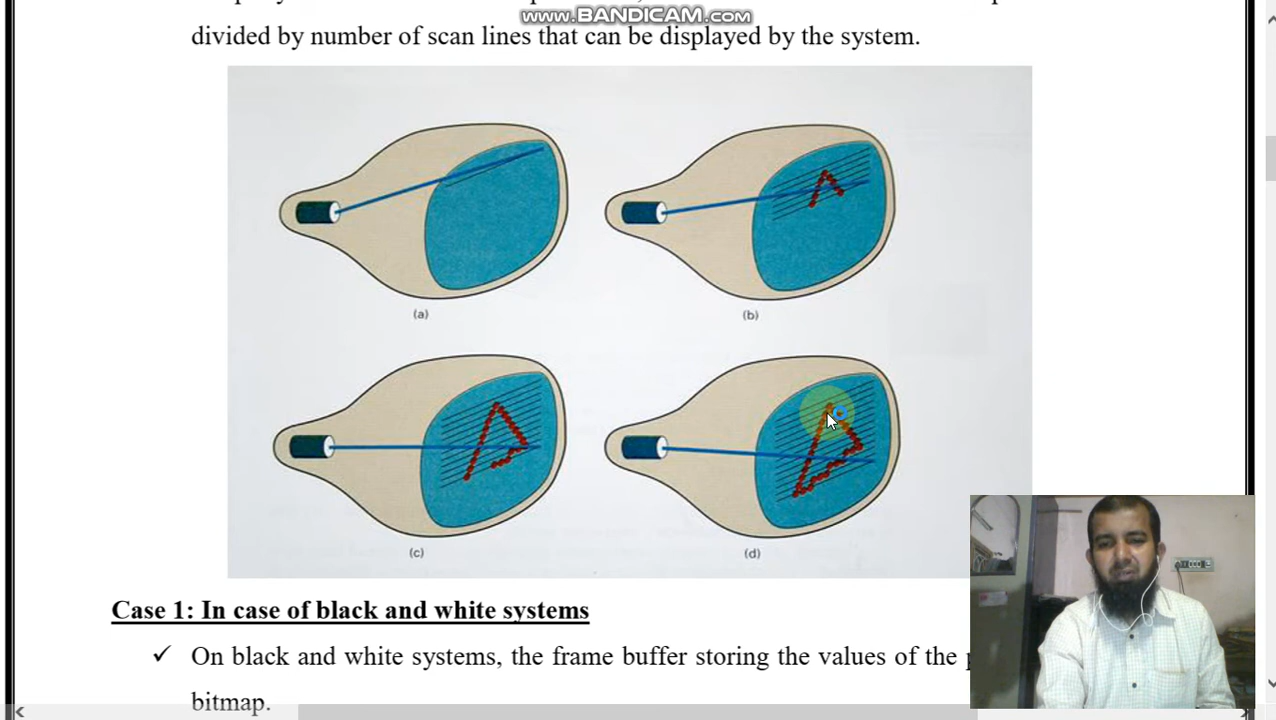 www.BANDICAM.com
divided by number of scan lines that can be displayed by the system.
(a)
(b)
(c)
(d)
Case 1: In case of black and white systems
✓ On black and white systems, the frame buffer storing the values of the
bitmap.